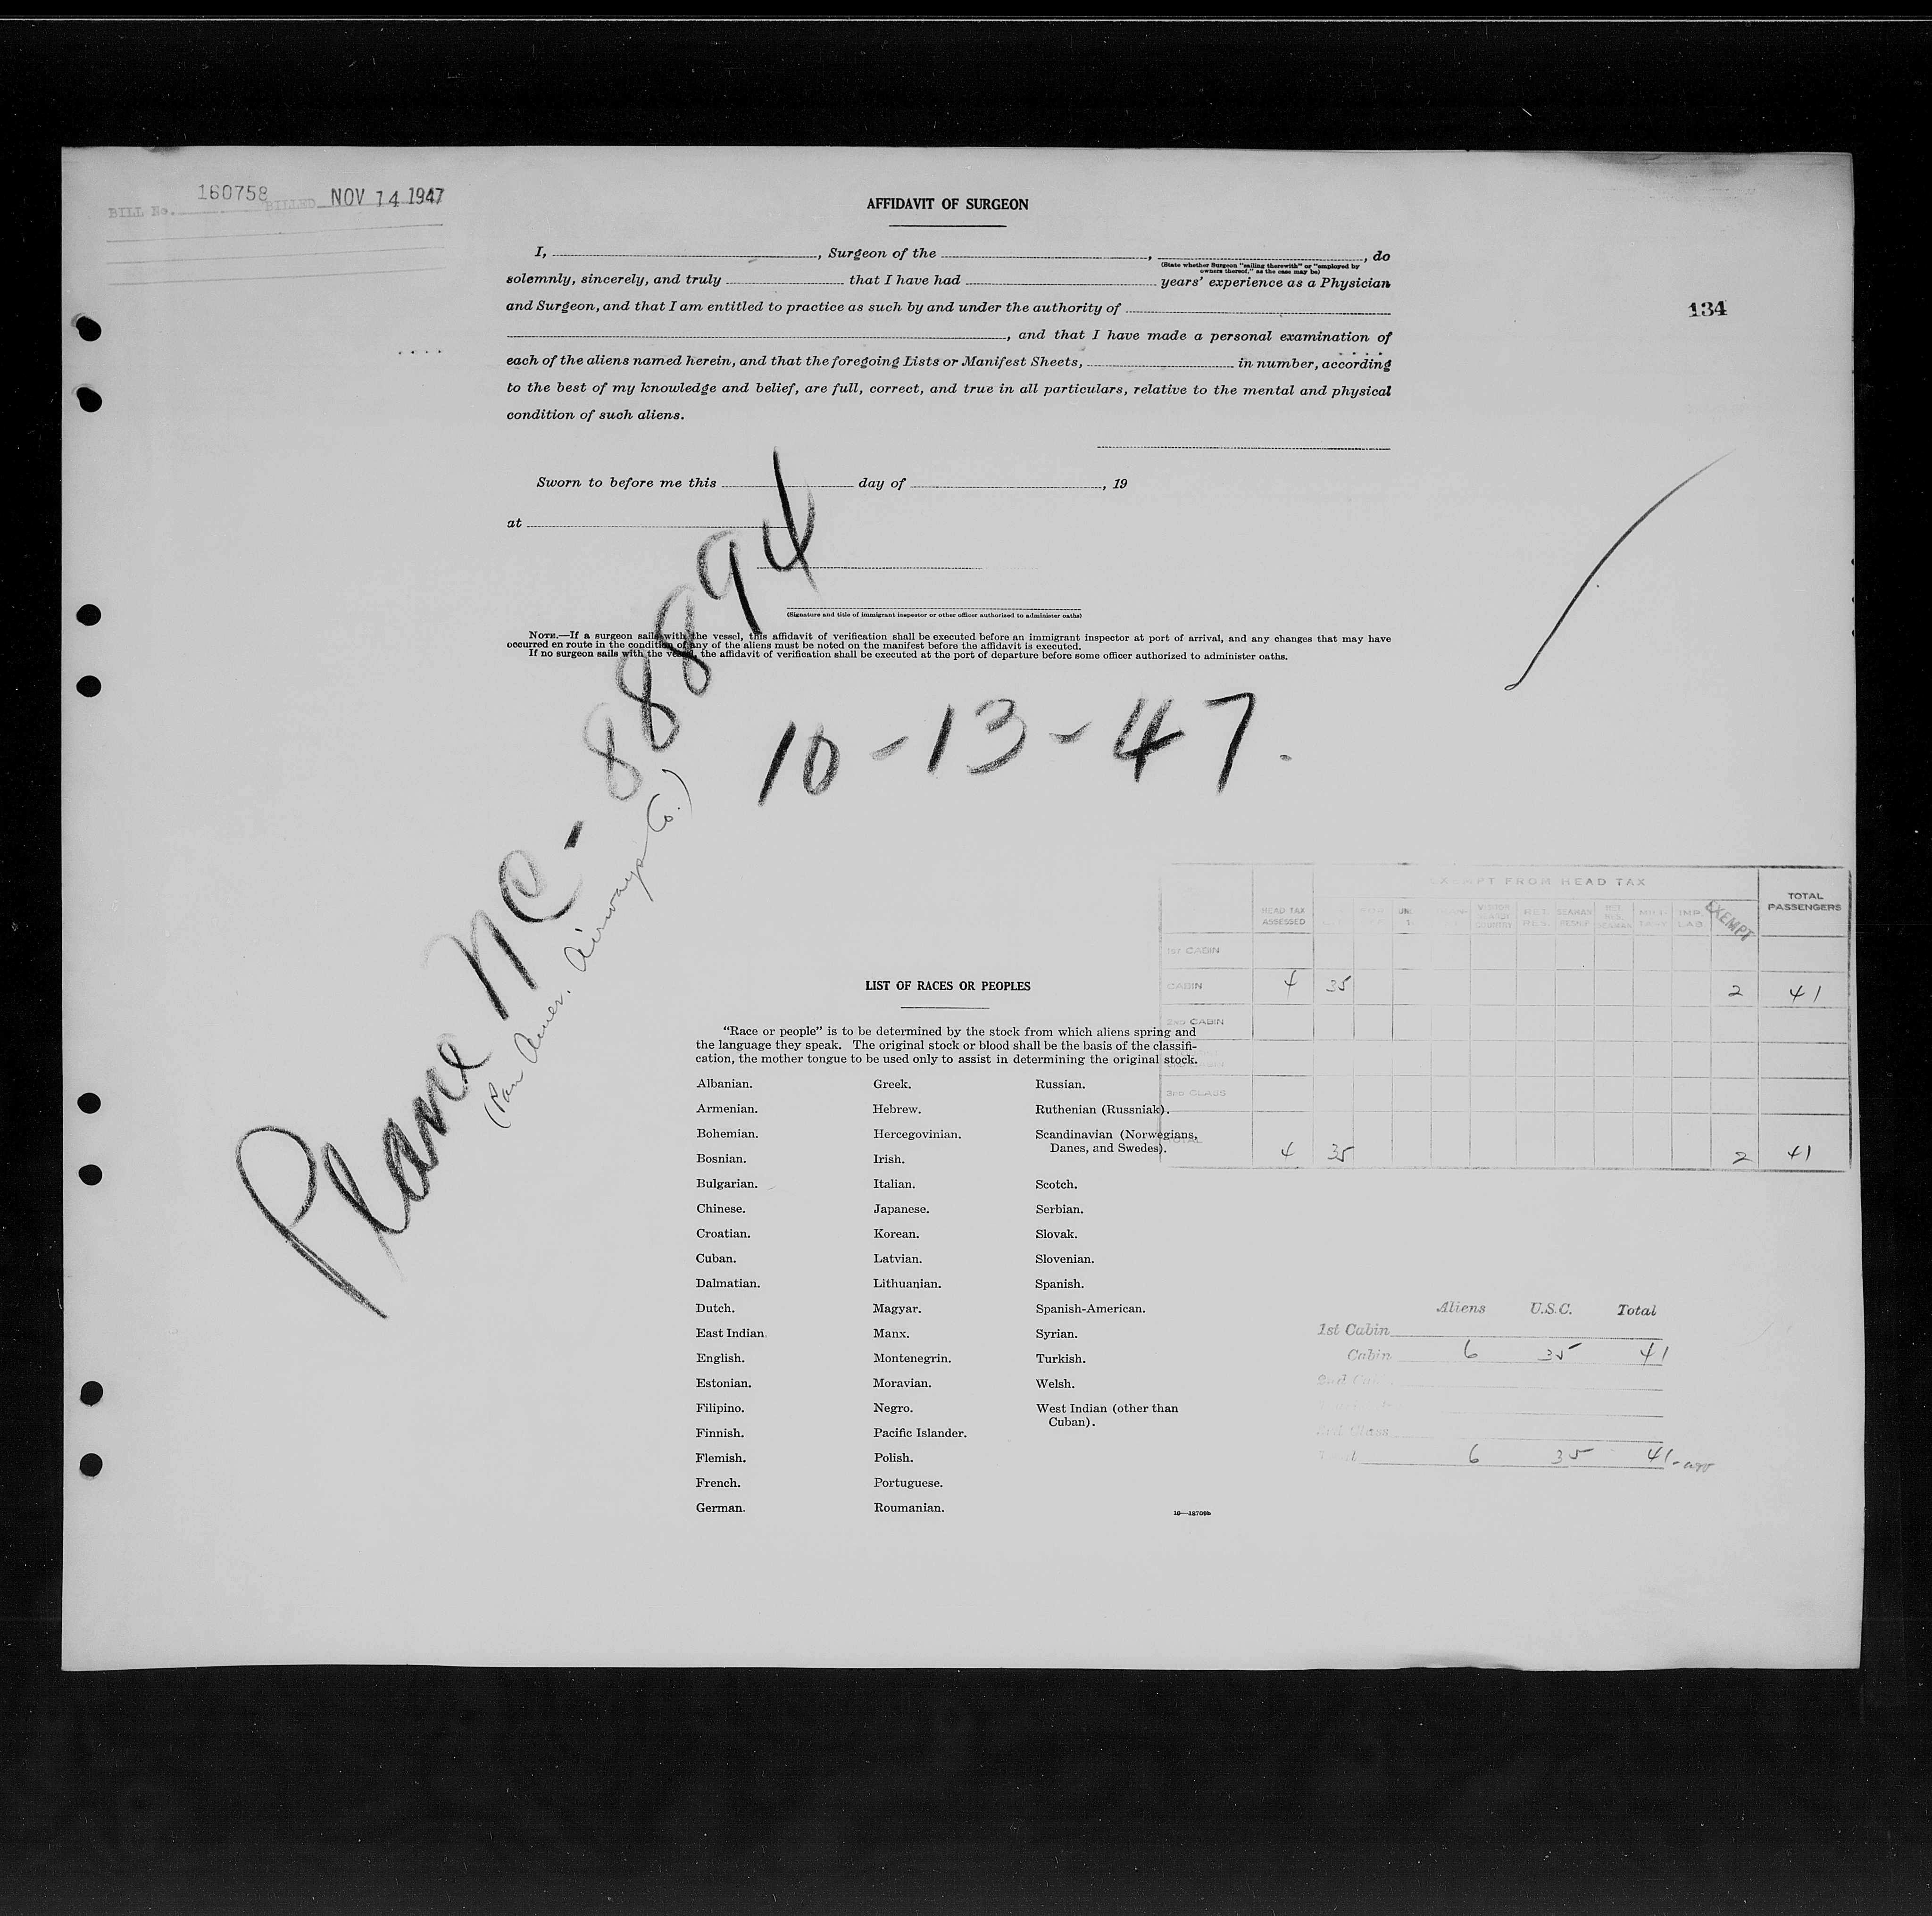 BILL No. 160758 BILLED NOV 14 1947
AFFIDAVIT OF SURGEON
134
I, , Surgeon of the , , do
(State whether Surgeon "sailing therewith" or "employed by
owners thereof," as the case may be)
solemnly, sincerely, and truly that I have had years' experience as a Physician
and Surgeon, and that I am entitled to practice as such by and under the authority of
, and that I have made a personal examination of
each of the aliens named herein, and that the foregoing Lists or Manifest Sheets, in number, according
to the best of my knowledge and belief, are full, correct, and true in all particulars, relative to the mental and physical
condition of such aliens.
Sworn to before me this day of , 19
at
(Signature and title of immigrant inspector or other officer authorized to administer oaths)
NOTE.—If a surgeon sails with the vessel, this affidavit of verification shall be executed before an immigrant inspector at port of arrival, and any changes that may have
occurred en route in the condition of any of the aliens must be noted on the manifest before the affidavit is executed.
If no surgeon sails with the vessel, the affidavit of verification shall be executed at the port of departure before some officer authorized to administer oaths.
Plane NC - 88894
(Pan Amer. Airways Co.)
10-13-47.
EXEMPT FROM HEAD TAX
TOTAL
PASSENGERS
HEAD TAX
ASSESSED
VISITOR
COUNTRY
RET.
RES.
SEAMAN
IMP.
LAB.
EXEMPT
1ST CABIN
CABIN 4 35 2 41
2ND CABIN
3RD CLASS
TOTAL 4 35 2 41
LIST OF RACES OR PEOPLES
"Race or people" is to be determined by the stock from which aliens spring and
the language they speak. The original stock or blood shall be the basis of the classifi-
cation, the mother tongue to be used only to assist in determining the original stock.
Albanian.
Armenian.
Bohemian.
Bosnian.
Bulgarian.
Chinese.
Croatian.
Cuban.
Dalmatian.
Dutch.
East Indian.
English.
Estonian.
Filipino.
Finnish.
Flemish.
French.
German.
Greek.
Hebrew.
Hercegovinian.
Irish.
Italian.
Japanese.
Korean.
Latvian.
Lithuanian.
Magyar.
Manx.
Montenegrin.
Moravian.
Negro.
Pacific Islander.
Polish.
Portuguese.
Roumanian.
Russian.
Ruthenian (Russniak).
Scandinavian (Norwegians,
Danes, and Swedes).
Scotch.
Serbian.
Slovak.
Slovenian.
Spanish.
Spanish-American.
Syrian.
Turkish.
Welsh.
West Indian (other than
Cuban).
Aliens U.S.C. Total
1st Cabin
Cabin 6 35 41
3rd Class
6 35 41